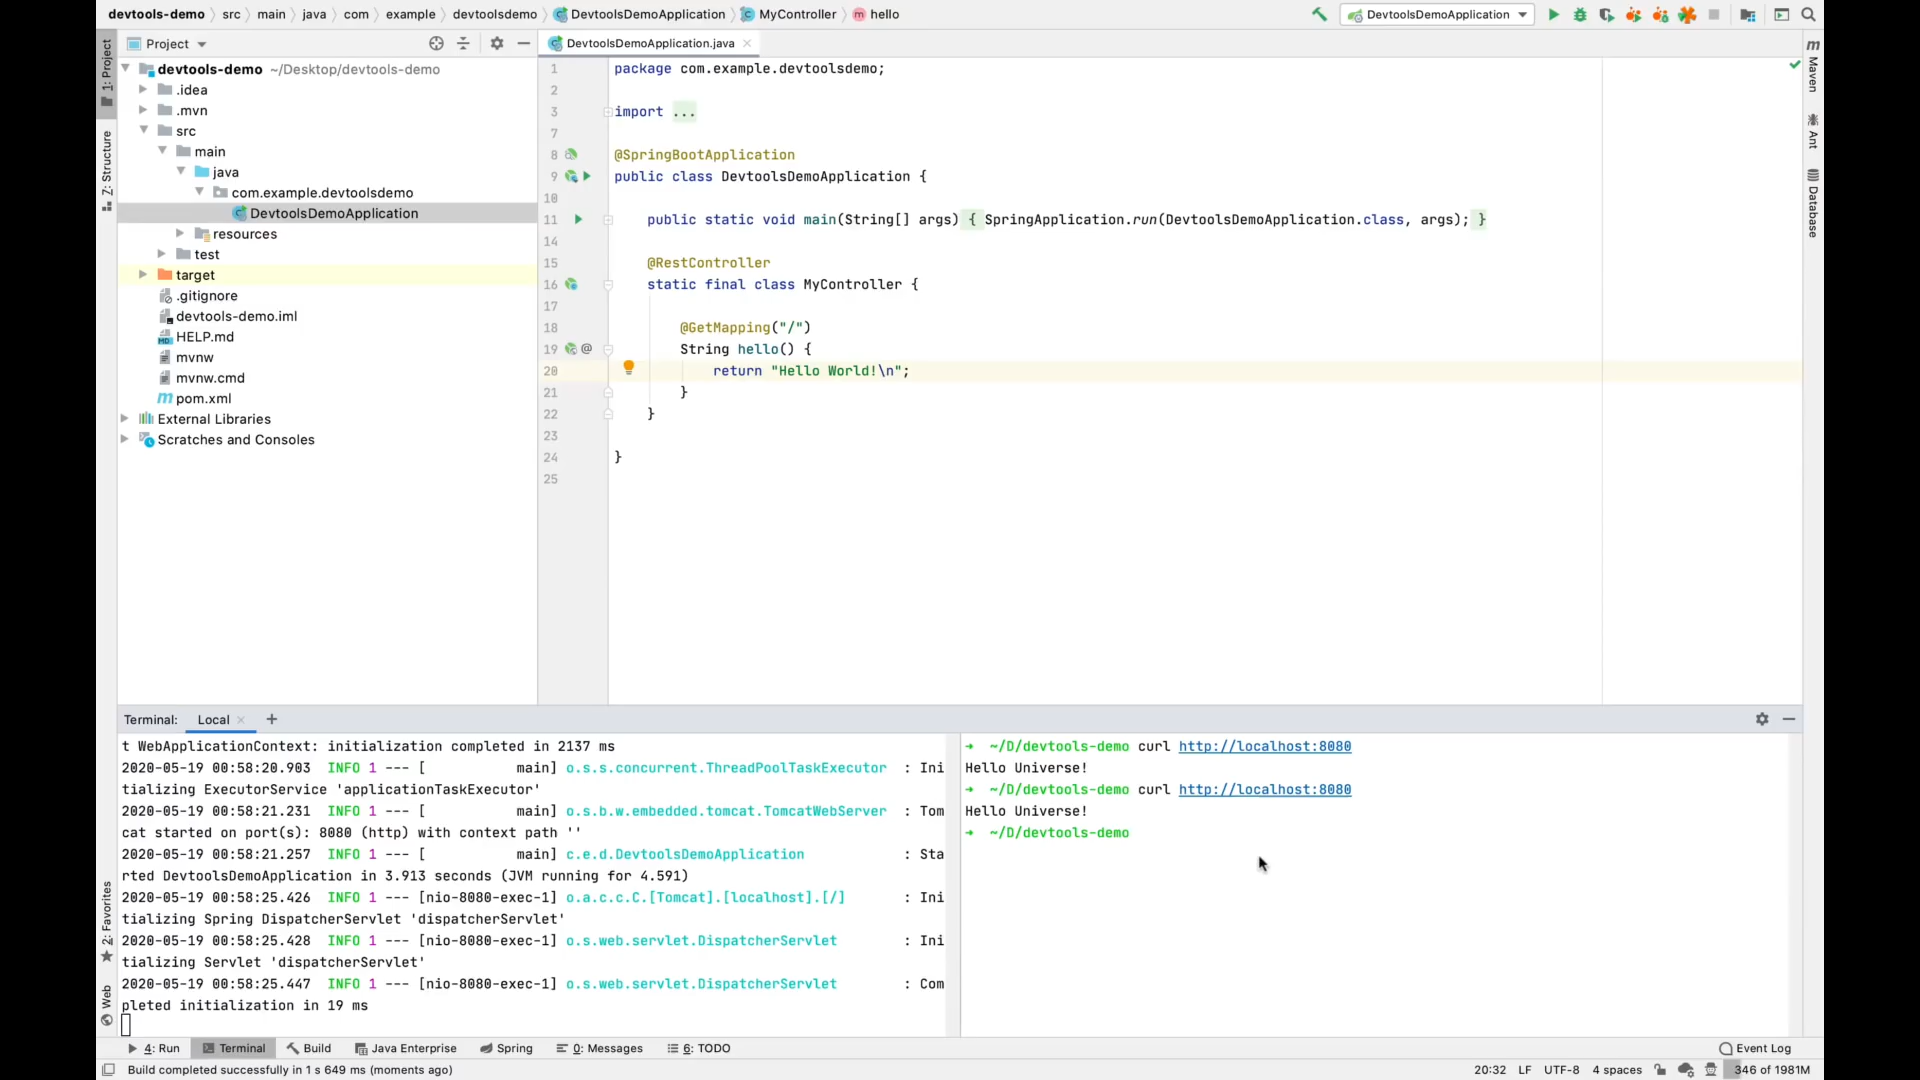 devtools-demo src main java com example devtoolsdemo DevtoolsDemoApplication MyController hello
DevtoolsDemoApplication
1: Project
Z: Structure
2: Favorites
Web
Project
devtools-demo ~/Desktop/devtools-demo
.idea
.mvn
src
main
java
com.example.devtoolsdemo
DevtoolsDemoApplication
resources
test
target
.gitignore
devtools-demo.iml
HELP.md
mvnw
mvnw.cmd
pom.xml
External Libraries
Scratches and Consoles
DevtoolsDemoApplication.java
1 package com.example.devtoolsdemo;
2
3 import ...
7
8 @SpringBootApplication
9 public class DevtoolsDemoApplication {
10
11 public static void main(String[] args) { SpringApplication.run(DevtoolsDemoApplication.class, args); }
14
15 @RestController
16 static final class MyController {
17
18 @GetMapping("/")
19 @ String hello() {
20 return "Hello World!\n";
21 }
22 }
23
24 }
25
m
Maven
Ant
Database
Terminal: Local +
t WebApplicationContext: initialization completed in 2137 ms
2020-05-19 00:58:20.903 INFO 1 --- [ main] o.s.s.concurrent.ThreadPoolTaskExecutor : Ini
tializing ExecutorService 'applicationTaskExecutor'
2020-05-19 00:58:21.231 INFO 1 --- [ main] o.s.b.w.embedded.tomcat.TomcatWebServer : Tom
cat started on port(s): 8080 (http) with context path ''
2020-05-19 00:58:21.257 INFO 1 --- [ main] c.e.d.DevtoolsDemoApplication : Sta
rted DevtoolsDemoApplication in 3.913 seconds (JVM running for 4.591)
2020-05-19 00:58:25.426 INFO 1 --- [nio-8080-exec-1] o.a.c.c.C.[Tomcat].[localhost].[/] : Ini
tializing Spring DispatcherServlet 'dispatcherServlet'
2020-05-19 00:58:25.428 INFO 1 --- [nio-8080-exec-1] o.s.web.servlet.DispatcherServlet : Ini
tializing Servlet 'dispatcherServlet'
2020-05-19 00:58:25.447 INFO 1 --- [nio-8080-exec-1] o.s.web.servlet.DispatcherServlet : Com
pleted initialization in 19 ms
→ ~/D/devtools-demo curl http://localhost:8080
Hello Universe!
→ ~/D/devtools-demo curl http://localhost:8080
Hello Universe!
→ ~/D/devtools-demo
4: Run Terminal Build Java Enterprise Spring 0: Messages 6: TODO Event Log
Build completed successfully in 1 s 649 ms (moments ago) 20:32 LF UTF-8 4 spaces 346 of 1981M